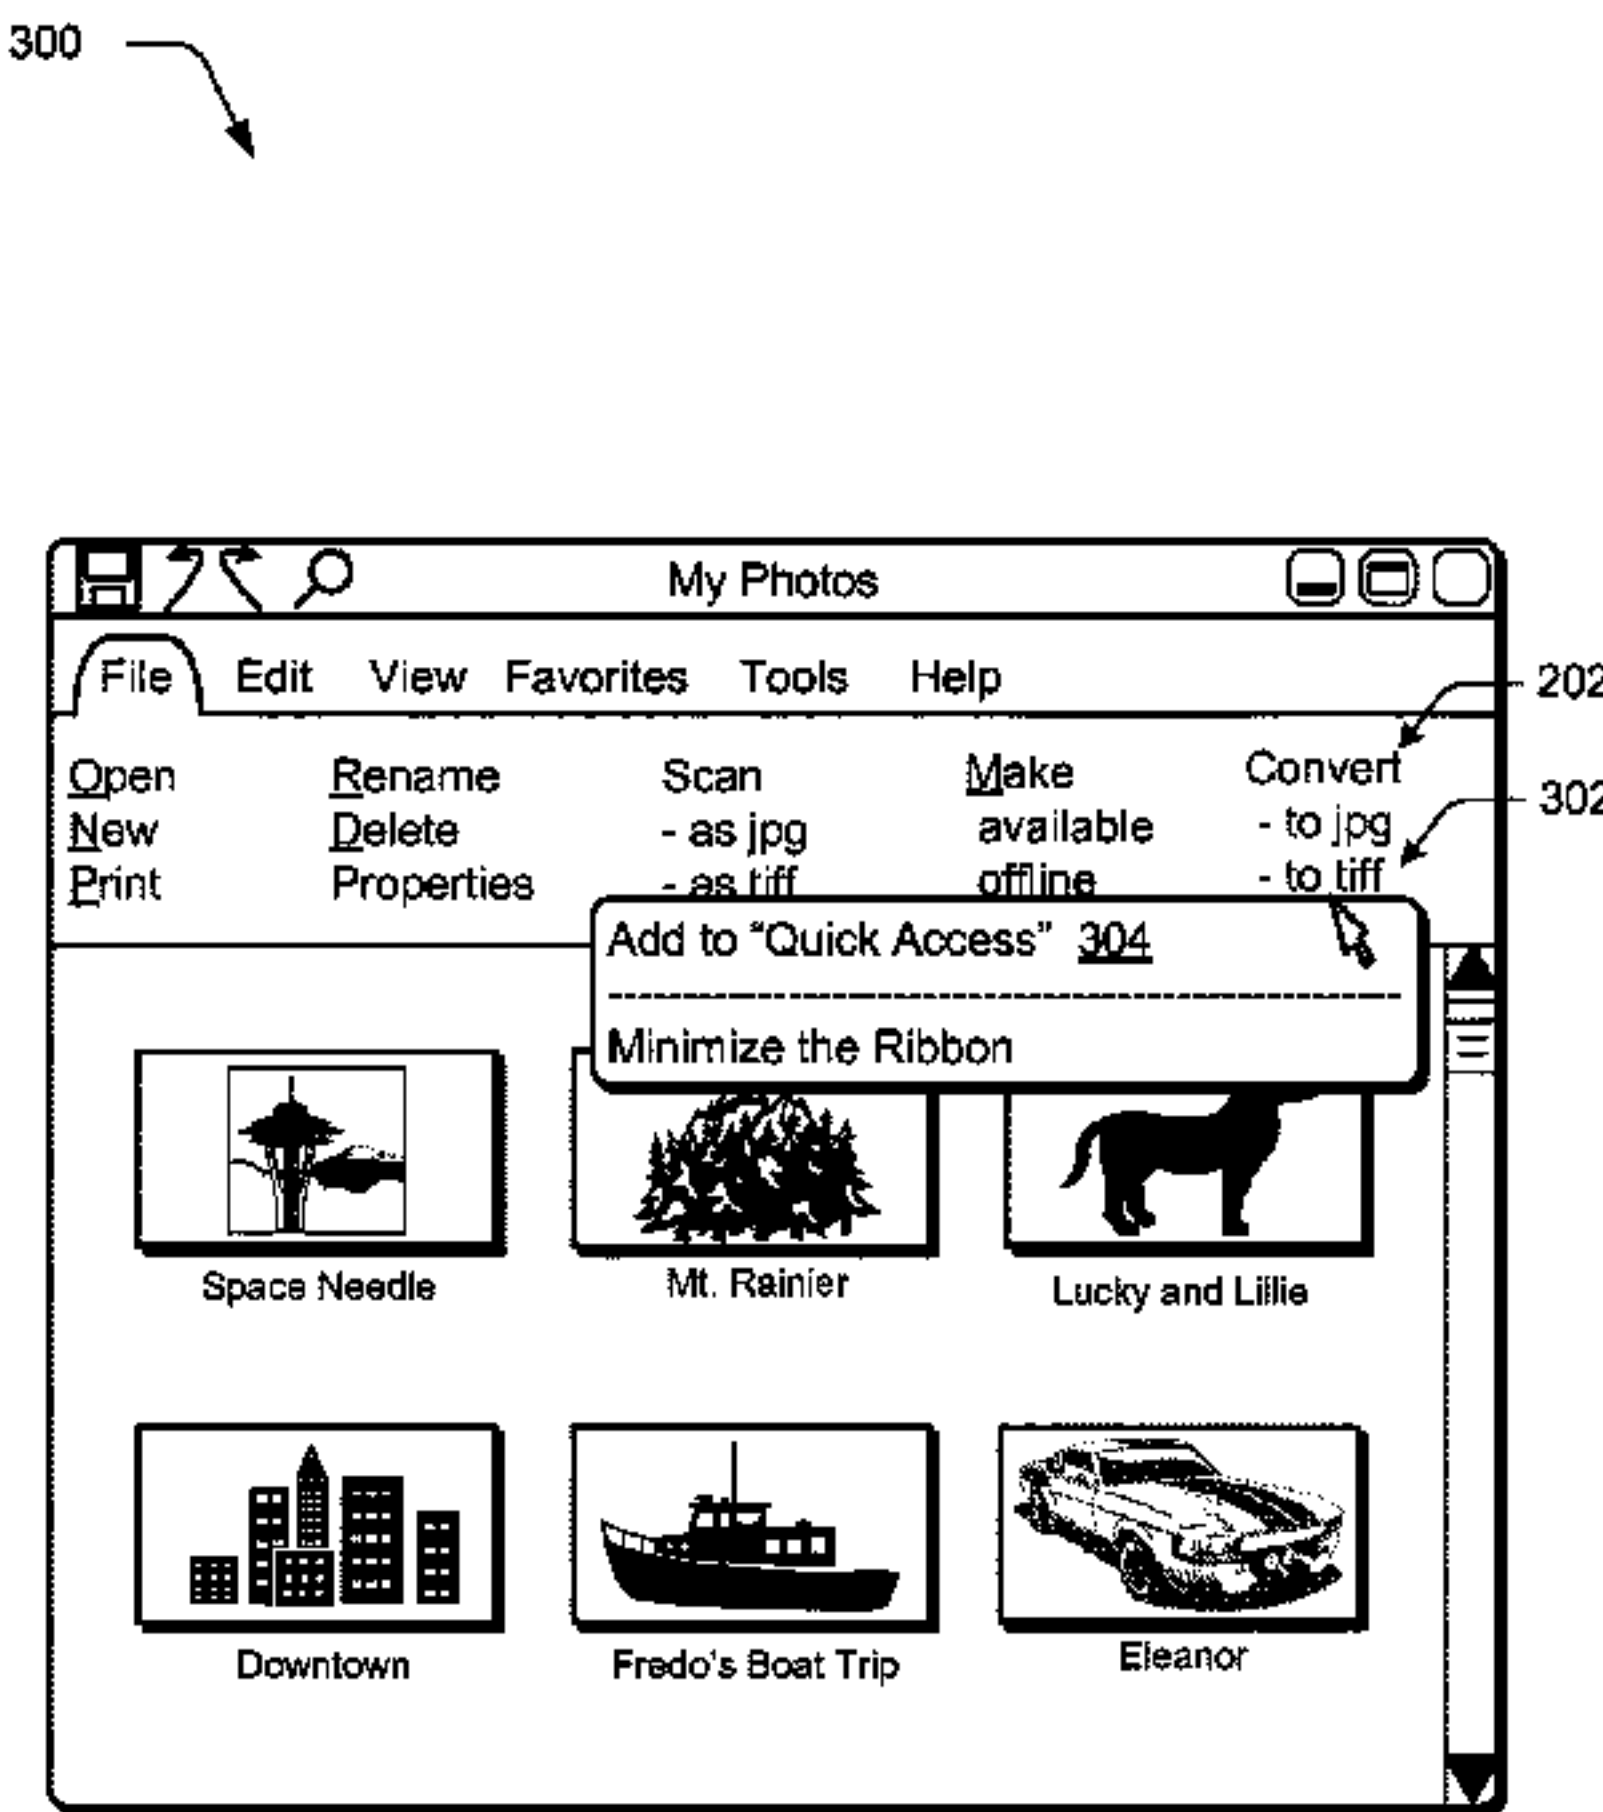 300
My Photos
File Edit View Favorites Tools Help
202
Open Rename Scan Make Convert
New Delete - as jpg available - to jpg
302
Print Properties - as tiff offline - to tiff
Add to “Quick Access” 304
Minimize the Ribbon
Space Needle Mt. Rainier Lucky and Lillie
Downtown Fredo's Boat Trip Eleanor